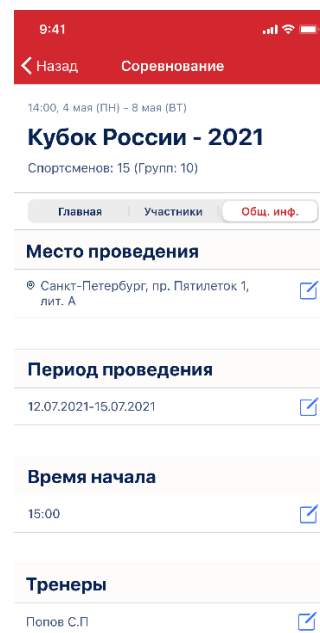 9:41
Назад Соревнование
14:00, 4 мая (ПН) - 8 мая (ВТ)
Кубок России - 2021
Спортсменов: 15 (Групп: 10)
Главная Участники Общ. инф.
Место проведения
Санкт-Петербург, пр. Пятилеток 1,
лит. А
Период проведения
12.07.2021-15.07.2021
Время начала
15:00
Тренеры
Попов С.П